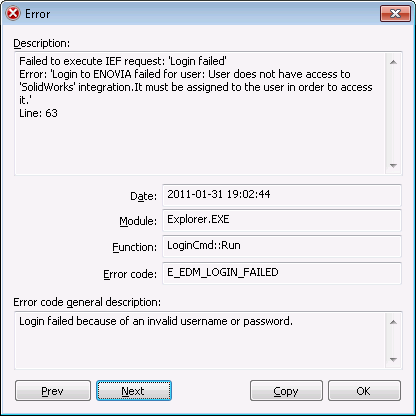 Error
Description:
Failed to execute IEF request: 'Login failed'
Error: 'Login to ENOVIA failed for user: User does not have access to
'SolidWorks' integration.It must be assigned to the user in order to access
it.'
Line: 63
Date: 2011-01-31 19:02:44
Module: Explorer.EXE
Function: LoginCmd::Run
Error code: E_EDM_LOGIN_FAILED
Error code general description:
Login failed because of an invalid username or password.
Prev Next Copy OK